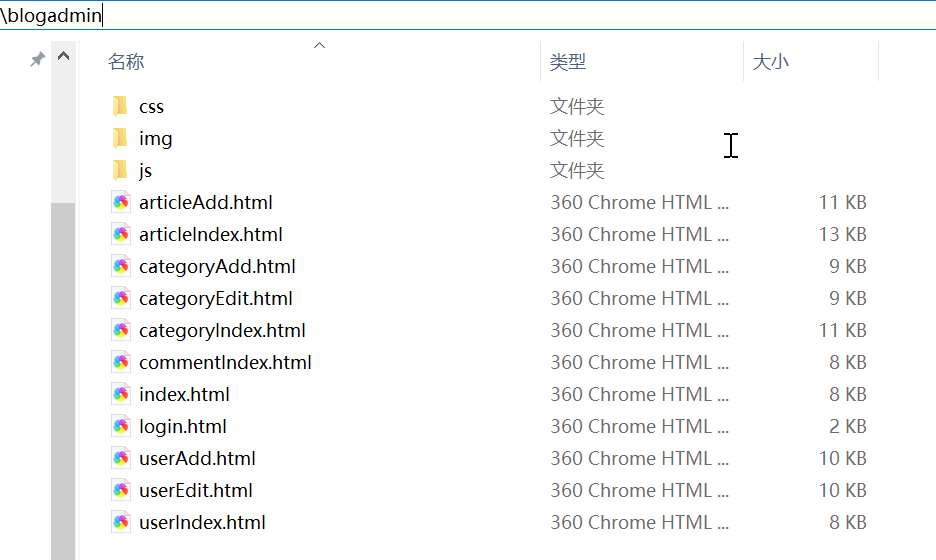 \blogadmin
名称 类型 大小
css 文件夹
img 文件夹
js 文件夹
articleAdd.html 360 Chrome HTML ... 11 KB
articleIndex.html 360 Chrome HTML ... 13 KB
categoryAdd.html 360 Chrome HTML ... 9 KB
categoryEdit.html 360 Chrome HTML ... 9 KB
categoryIndex.html 360 Chrome HTML ... 11 KB
commentIndex.html 360 Chrome HTML ... 8 KB
index.html 360 Chrome HTML ... 8 KB
login.html 360 Chrome HTML ... 2 KB
userAdd.html 360 Chrome HTML ... 10 KB
userEdit.html 360 Chrome HTML ... 10 KB
userIndex.html 360 Chrome HTML ... 8 KB